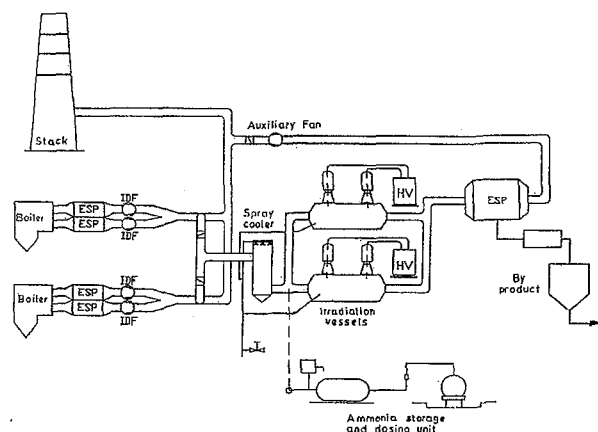 Stack
Auxiliary Fan
IDF
Boiler
ESP
ESP
IDF
Spray
cooler
HV
ESP
IDF
Boiler
ESP
ESP
IDF
HV
Irradiation
vessels
By
product
Ammonia storage
and dosing unit